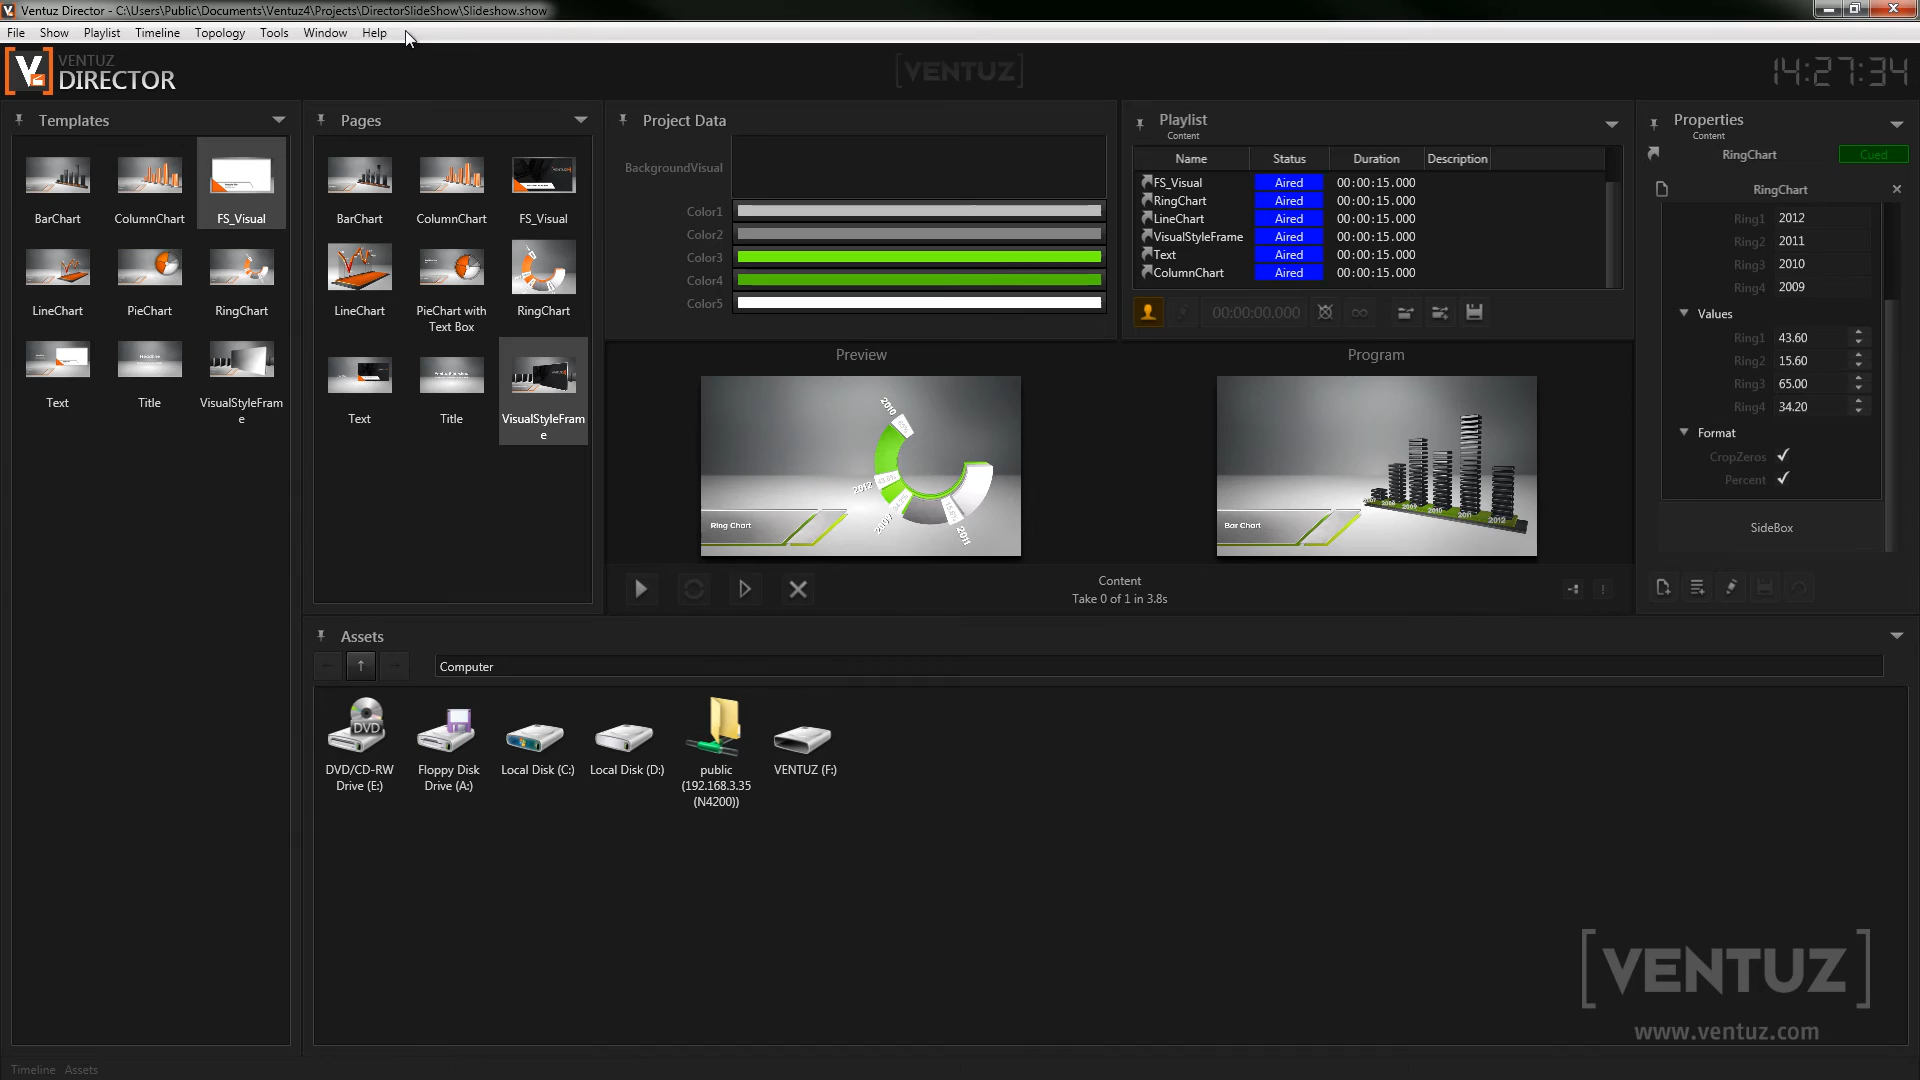 Ventuz Director - C:\Users\Public\Documents\Ventuz4\Projects\DirectorSlideShow\Slideshow.show
File Show Playlist Timeline Topology Tools Window Help
VENTUZ
DIRECTOR
[VENTUZ]
14:27:34
Templates
BarChart ColumnChart FS_Visual
LineChart PieChart RingChart
Text Title VisualStyleFram
e
Pages
BarChart ColumnChart FS_Visual
LineChart PieChart with RingChart
Text Box
Text Title VisualStyleFram
e
Project Data
BackgroundVisual
Color1
Color2
Color3
Color4
Color5
Playlist
Content
Name Status Duration Description
FS_Visual Aired 00:00:15.000
RingChart Aired 00:00:15.000
LineChart Aired 00:00:15.000
VisualStyleFrame Aired 00:00:15.000
Text Aired 00:00:15.000
ColumnChart Aired 00:00:15.000
00:00:00.000
Properties
Content
RingChart Cued
RingChart
Ring1 2012
Ring2 2011
Ring3 2010
Ring4 2009
Values
Ring1 43.60
Ring2 15.60
Ring3 65.00
Ring4 34.20
Format
CropZeros
Percent
SideBox
Preview
2010
65%
2012
2011
Ring Chart
Program
2009
2010
2011
2012
Bar Chart
Content
Take 0 of 1 in 3.8s
Assets
Computer
DVD
DVD/CD-RW
Drive (E:)
Floppy Disk
Drive (A:)
Local Disk (C:)
Local Disk (D:)
public
(192.168.3.35
(N4200))
VENTUZ (F:)
[VENTUZ]
www.ventuz.com
Timeline Assets